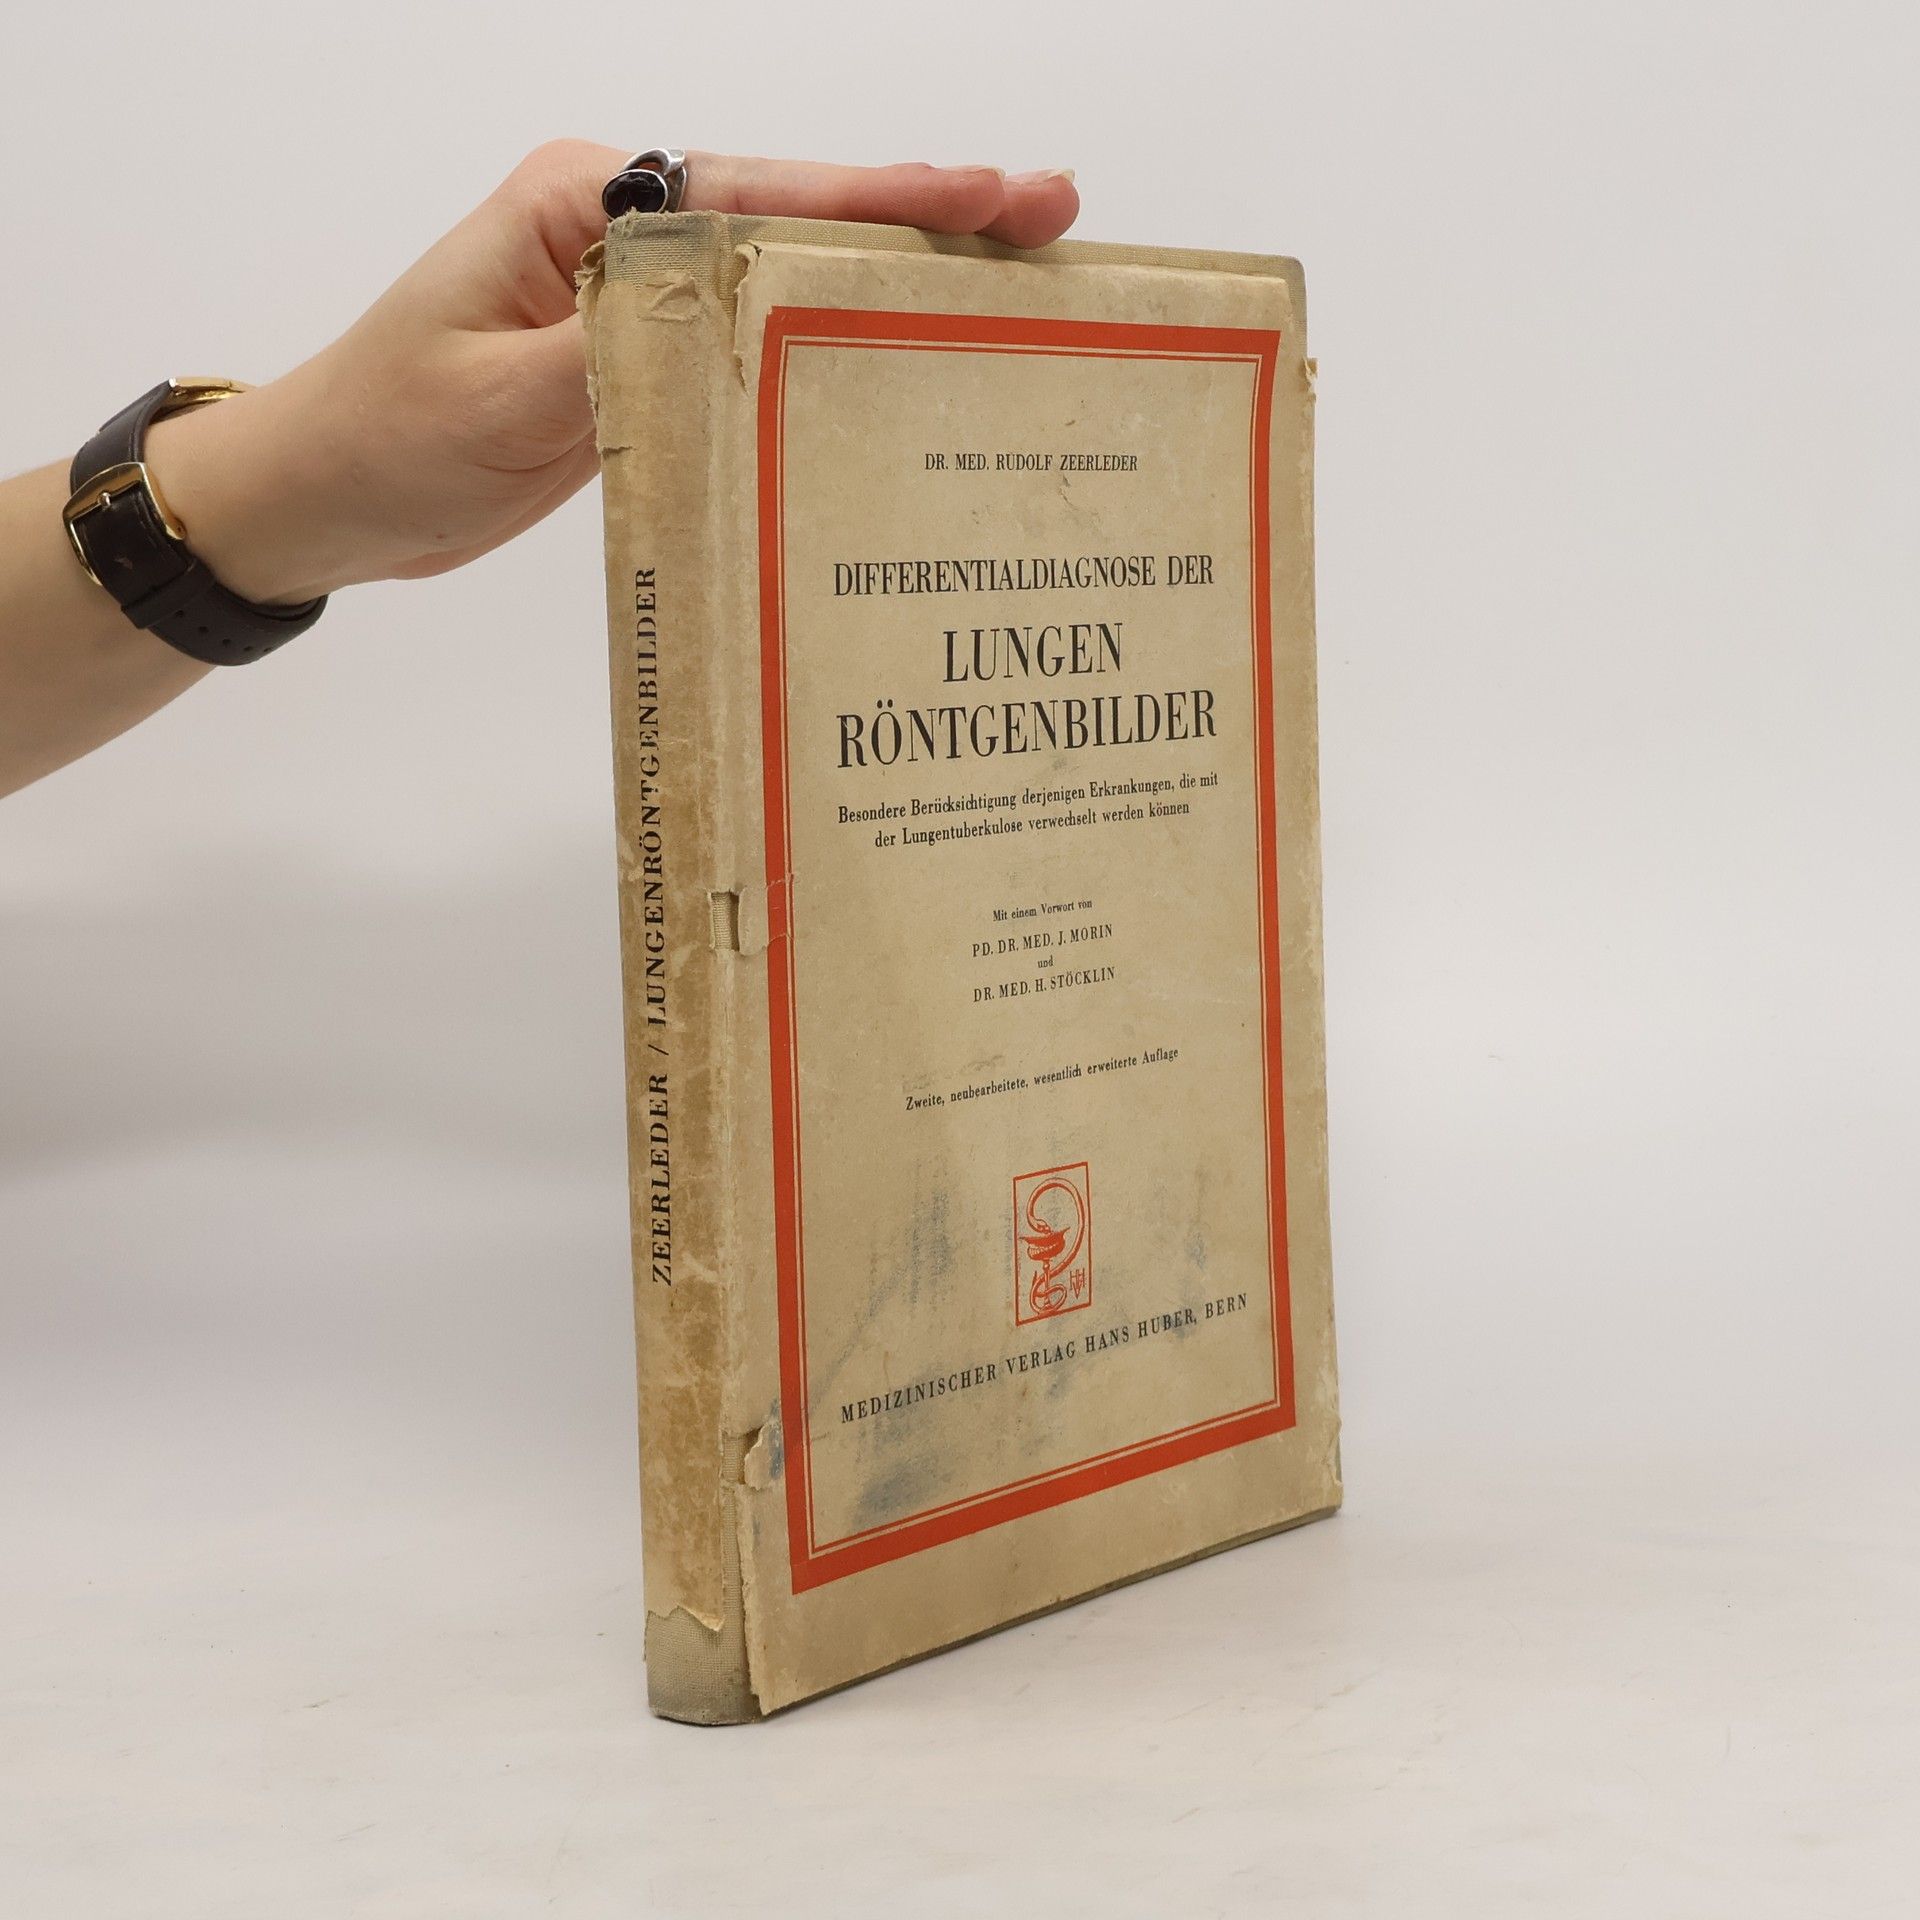 ZEERLEDER / LUNGENRÖNTGENBILDER
DR. MED. RUDOLF ZEERLEDER
DIFFERENTIALDIAGNOSE DER
LUNGEN
RÖNTGENBILDER
Besondere Berücksichtigung derjenigen Erkrankungen, die mit
der Lungentuberkulose verwechselt werden können
Mit einem Vorwort von
PD. DR. MED. J. MORIN
und
DR. MED. H. STÖCKLIN
Zweite, neubearbeitete, wesentlich erweiterte Auflage
MEDIZINISCHER VERLAG HANS HUBER, BERN